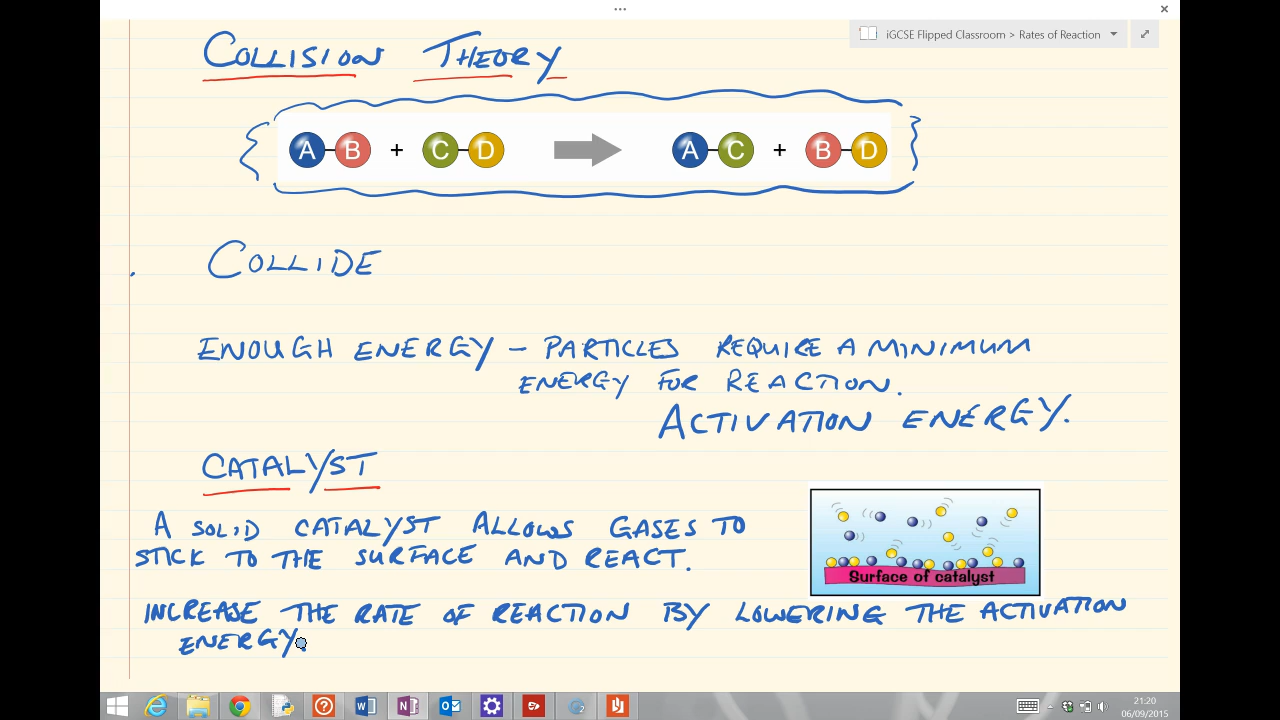 iGCSE Flipped Classroom > Rates of Reaction
COLLISION THEORY
A B + C D A C + B D
COLLIDE
ENOUGH ENERGY – PARTICLES REQUIRE A MINIMUM
ENERGY FOR REACTION.
ACTIVATION ENERGY.
CATALYST
A SOLID CATALYST ALLOWS GASES TO
STICK TO THE SURFACE AND REACT.
Surface of catalyst
INCREASE THE RATE OF REACTION BY LOWERING THE ACTIVATION
ENERGY.
21:20
06/09/2015